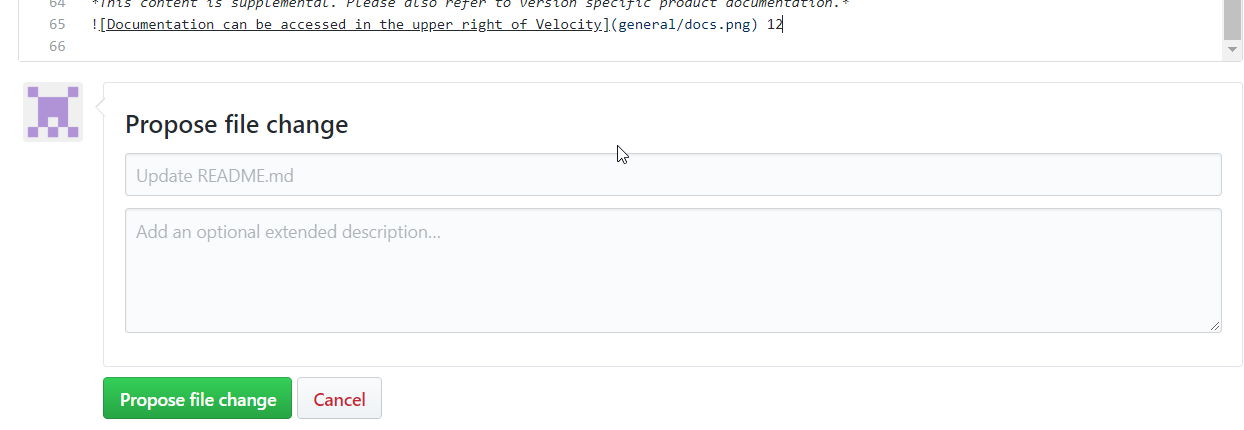 64 *This content is supplemental. Please also refer to version specific product documentation.*
65 ![Documentation can be accessed in the upper right of Velocity](general/docs.png) 12
66
Propose file change
Update README.md
Add an optional extended description...
Propose file change Cancel